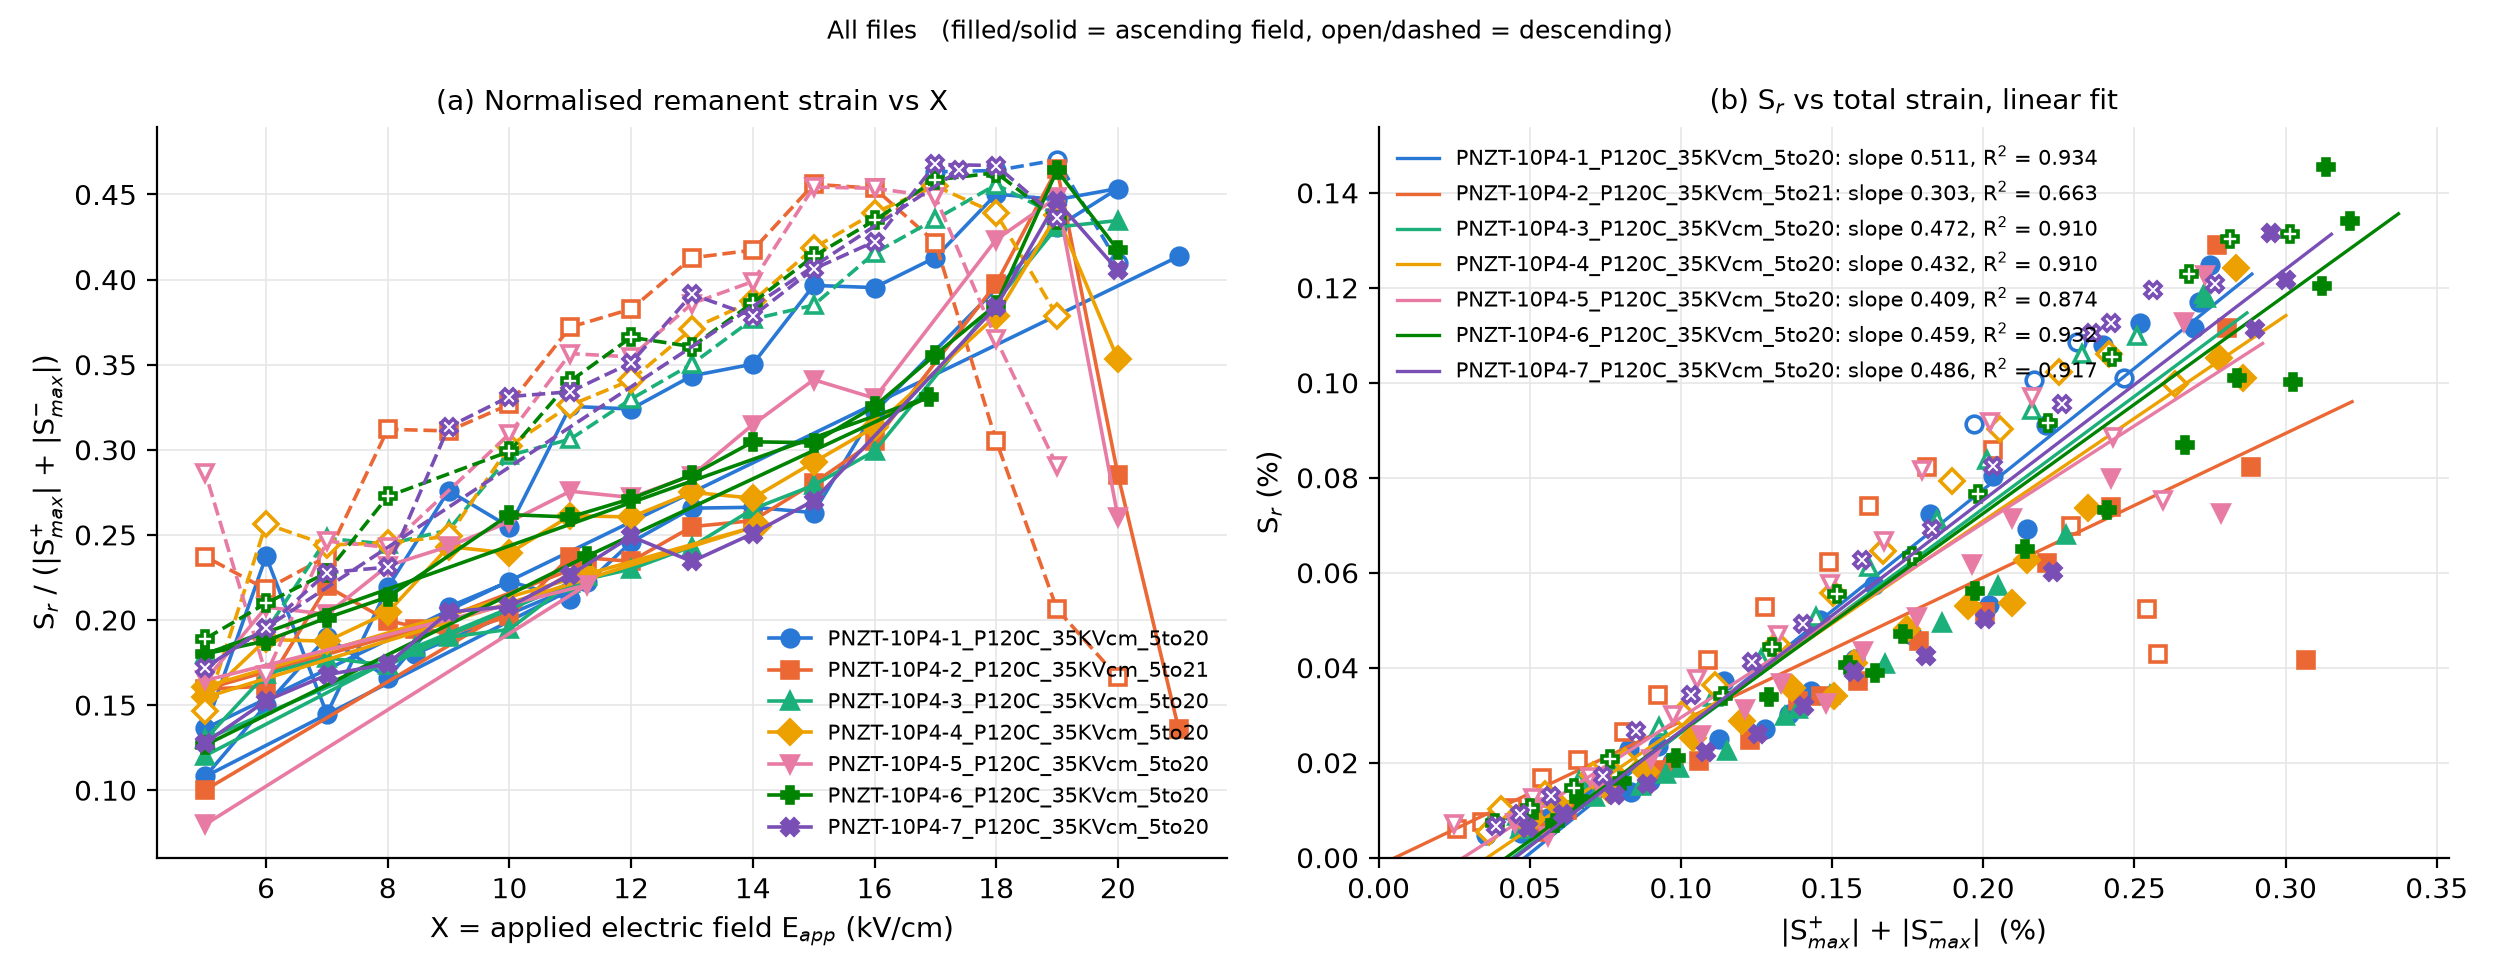 All files   (filled/solid = ascending field, open/dashed = descending)
(a) Normalised remanent strain vs X
S_r / (|S^+_max| + |S^-_max|)
0.45
0.40
0.35
0.30
0.25
0.20
0.15
0.10
6 8 10 12 14 16 18 20
X = applied electric field E_app (kV/cm)
PNZT-10P4-1_P120C_35KVcm_5to20
PNZT-10P4-2_P120C_35KVcm_5to21
PNZT-10P4-3_P120C_35KVcm_5to20
PNZT-10P4-4_P120C_35KVcm_5to20
PNZT-10P4-5_P120C_35KVcm_5to20
PNZT-10P4-6_P120C_35KVcm_5to20
PNZT-10P4-7_P120C_35KVcm_5to20
(b) S_r vs total strain, linear fit
S_r (%)
0.14
0.12
0.10
0.08
0.06
0.04
0.02
0.00
0.00 0.05 0.10 0.15 0.20 0.25 0.30 0.35
|S^+_max| + |S^-_max|  (%)
PNZT-10P4-1_P120C_35KVcm_5to20: slope 0.511, R² = 0.934
PNZT-10P4-2_P120C_35KVcm_5to21: slope 0.303, R² = 0.663
PNZT-10P4-3_P120C_35KVcm_5to20: slope 0.472, R² = 0.910
PNZT-10P4-4_P120C_35KVcm_5to20: slope 0.432, R² = 0.910
PNZT-10P4-5_P120C_35KVcm_5to20: slope 0.409, R² = 0.874
PNZT-10P4-6_P120C_35KVcm_5to20: slope 0.459, R² = 0.932
PNZT-10P4-7_P120C_35KVcm_5to20: slope 0.486, R² = 0.917